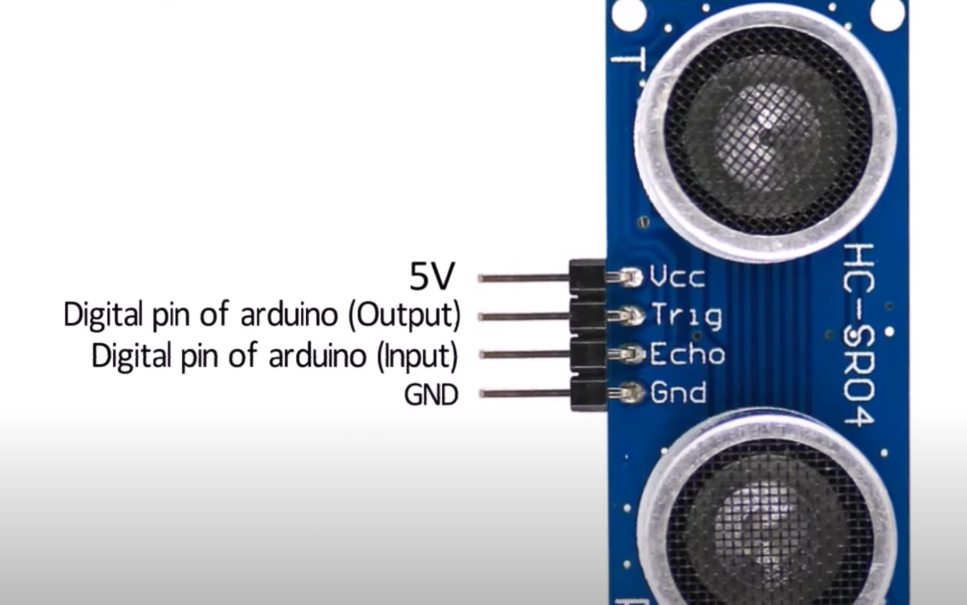 T
5V
Vcc
Digital pin of arduino (Output)
Trig
Digital pin of arduino (Input)
Echo
GND
Gnd
HC-SR04